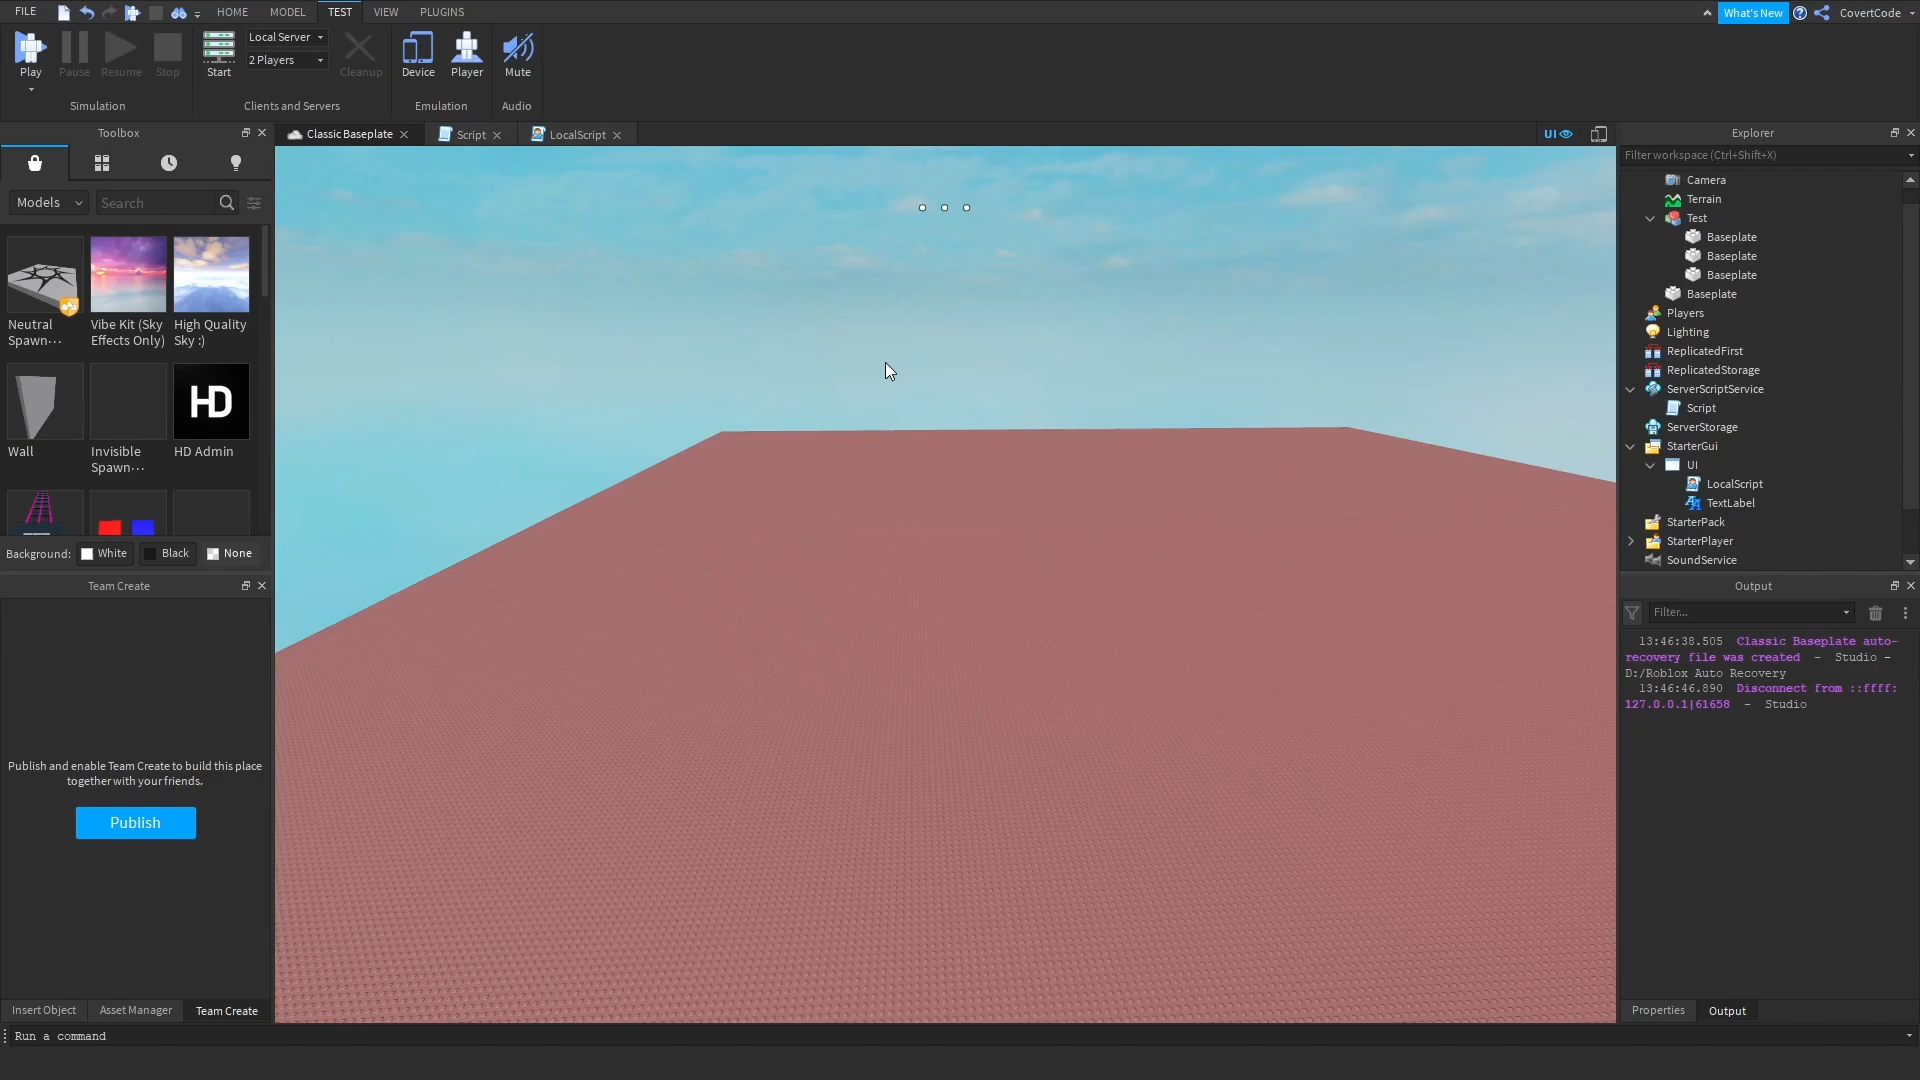 FILE
HOME
MODEL
TEST
VIEW
PLUGINS
What's New
CovertCode
Play
Pause
Resume
Stop
Simulation
Start
Local Server
2 Players
Cleanup
Clients and Servers
Device
Player
Emulation
Mute
Audio
Toolbox
Models
Search
Neutral
Spawn···
Vibe Kit (Sky
Effects Only)
High Quality
Sky :)
Wall
Invisible
Spawn···
HD
HD Admin
Background:
White
Black
None
Team Create
Publish and enable Team Create to build this place
together with your friends.
Publish
Insert Object
Asset Manager
Team Create
Classic Baseplate
Script
LocalScript
UI
Explorer
Filter workspace (Ctrl+Shift+X)
Camera
Terrain
Test
Baseplate
Baseplate
Baseplate
Baseplate
Players
Lighting
ReplicatedFirst
ReplicatedStorage
ServerScriptService
Script
ServerStorage
StarterGui
UI
LocalScript
TextLabel
StarterPack
StarterPlayer
SoundService
Output
Filter...
13:46:38.505 Classic Baseplate auto-
recovery file was created - Studio -
D:/Roblox Auto Recovery
13:46:46.890 Disconnect from ::ffff:
127.0.0.1|61658 - Studio
Properties
Output
Run a command